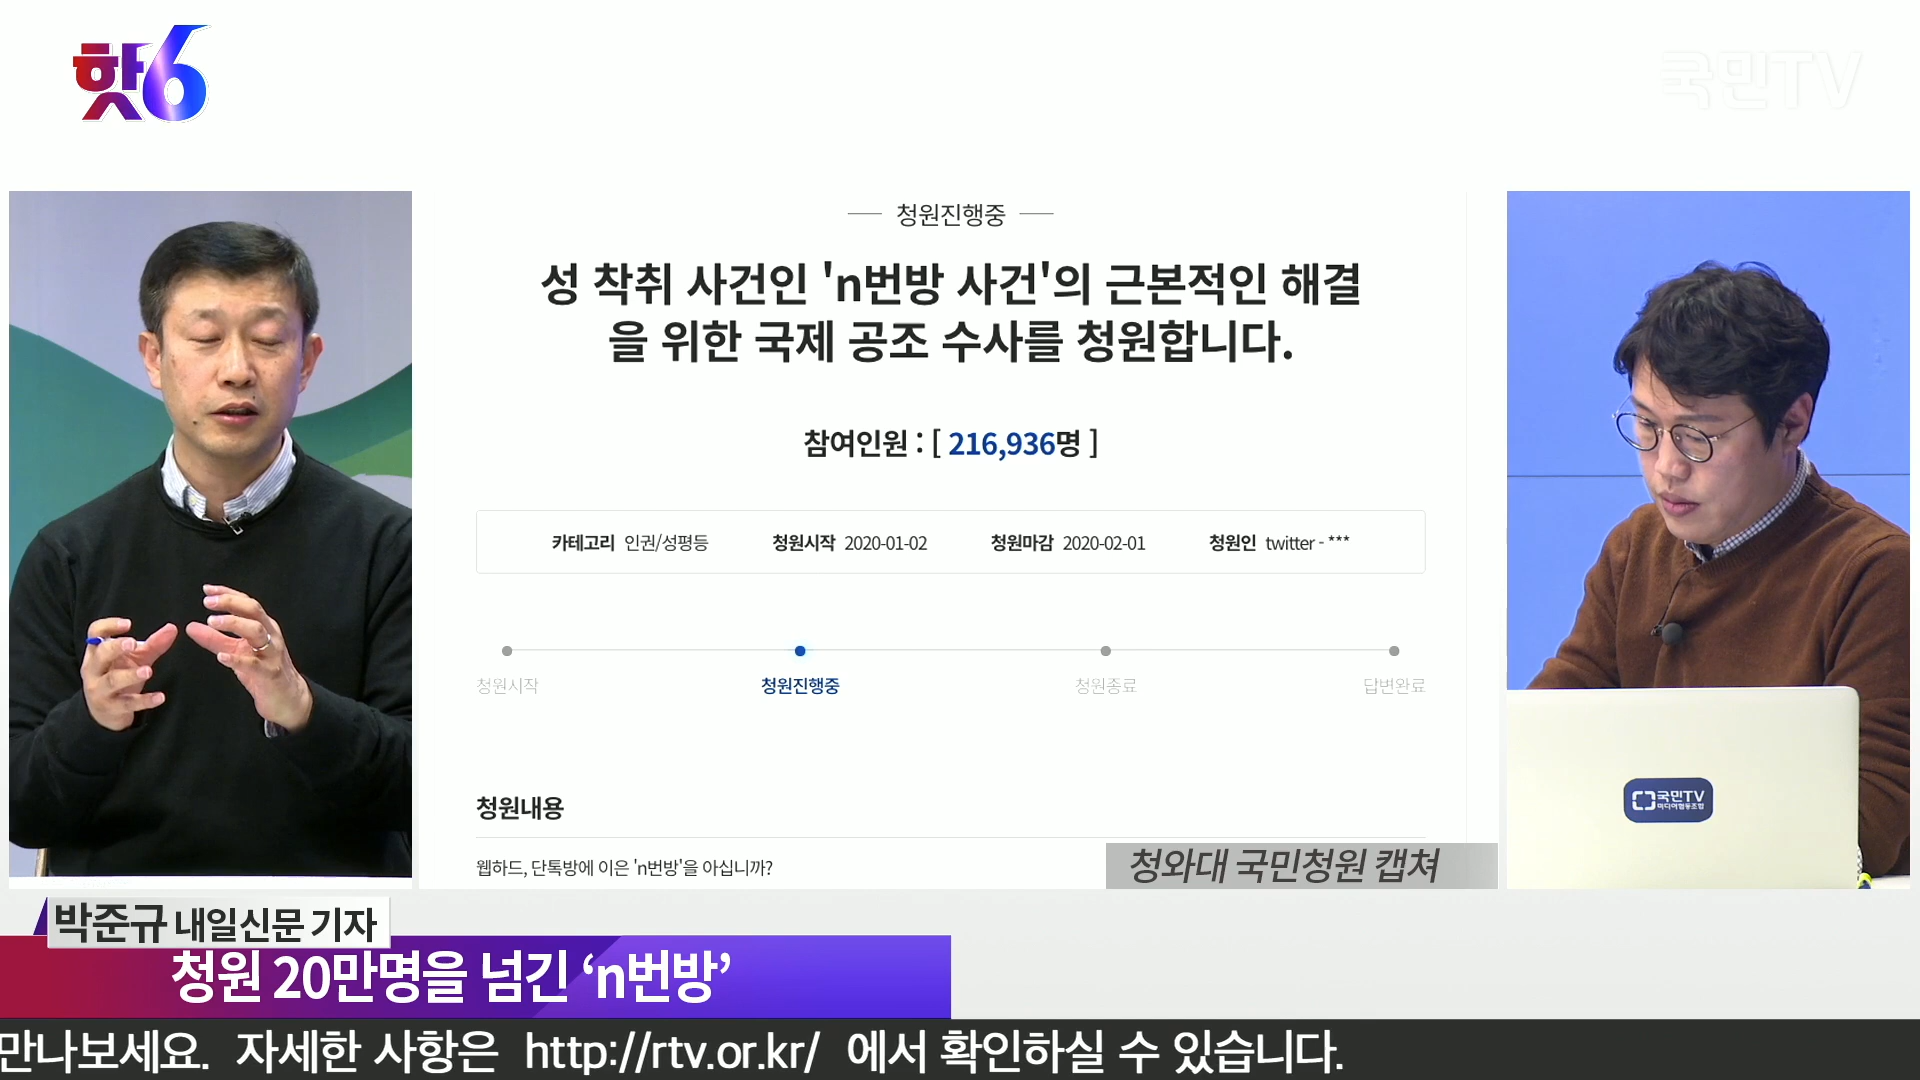 핫6
국민TV
청원진행중
성 착취 사건인 'n번방 사건'의 근본적인 해결
을 위한 국제 공조 수사를 청원합니다.
참여인원 : [ 216,936명 ]
카테고리 인권/성평등 청원시작 2020-01-02 청원마감 2020-02-01 청원인 twitter - ***
청원시작 청원진행중 청원종료 답변완료
청원내용
웹하드, 단톡방에 이은 'n번방'을 아십니까?
청와대 국민청원 캡쳐
국민TV
미디어협동조합
박준규 내일신문 기자
청원 20만명을 넘긴 ‘n번방’
만나보세요. 자세한 사항은 http://rtv.or.kr/ 에서 확인하실 수 있습니다.